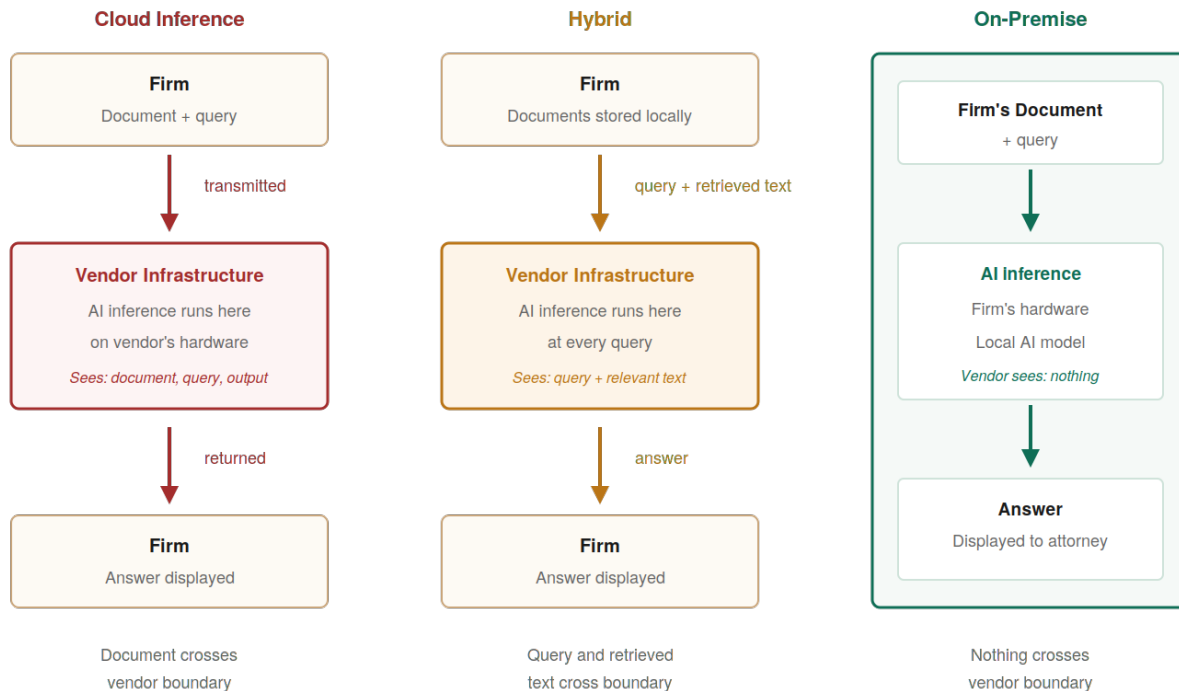 Cloud Inference
Firm
Document + query
transmitted
Vendor Infrastructure
AI inference runs here
on vendor's hardware
Sees: document, query, output
returned
Firm
Answer displayed
Document crosses
vendor boundary
Hybrid
Firm
Documents stored locally
query + retrieved text
Vendor Infrastructure
AI inference runs here
at every query
Sees: query + relevant text
answer
Firm
Answer displayed
Query and retrieved
text cross boundary
On-Premise
Firm's Document
+ query
AI inference
Firm's hardware
Local AI model
Vendor sees: nothing
Answer
Displayed to attorney
Nothing crosses
vendor boundary